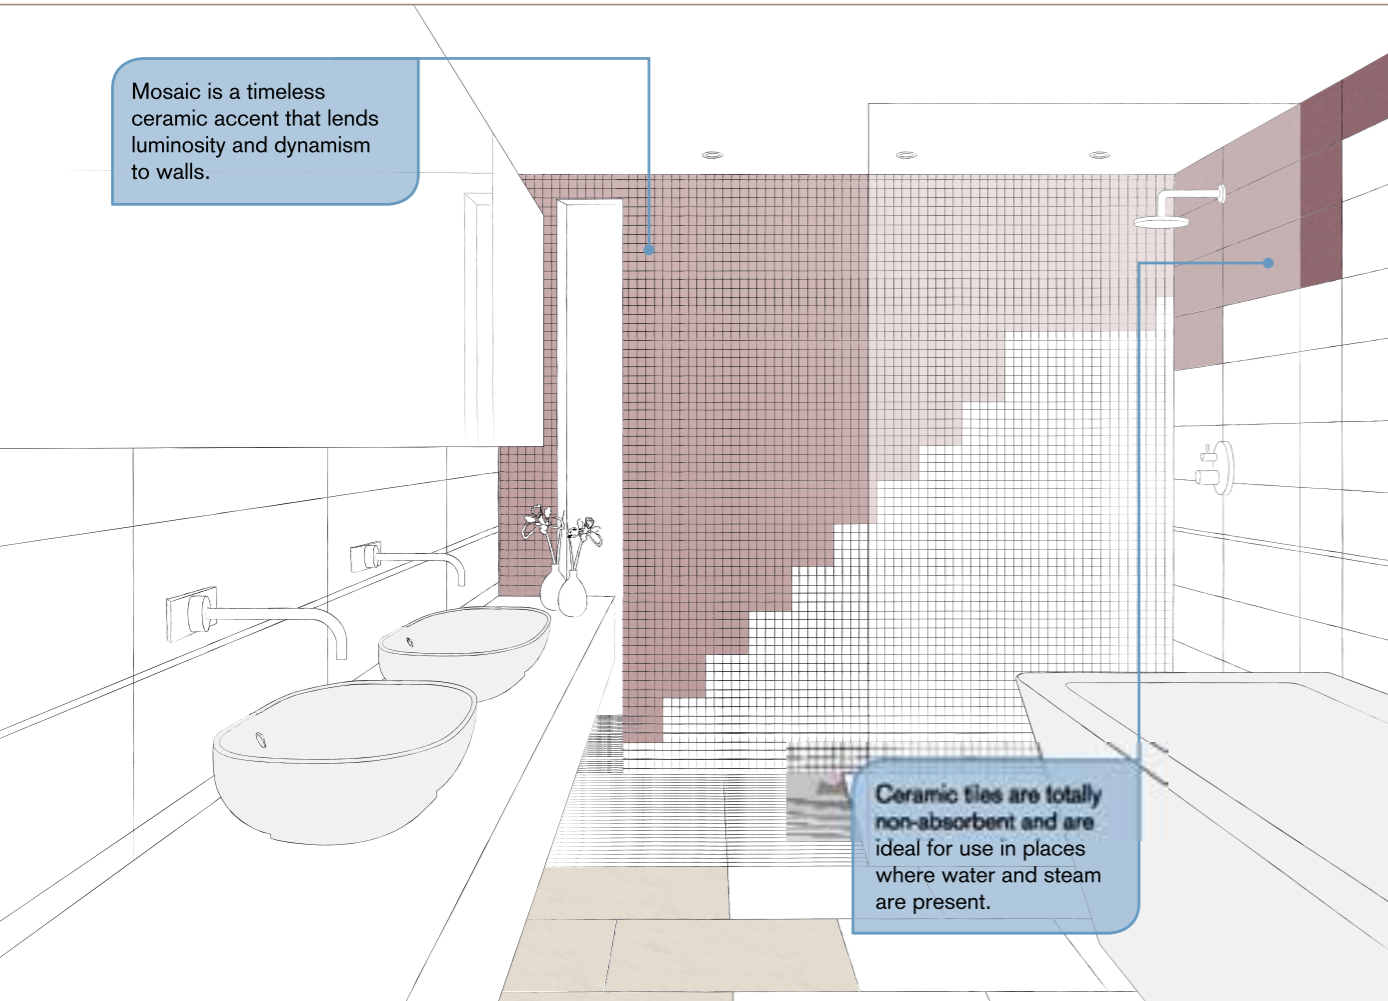 Mosaic is a timeless
ceramic accent that lends
luminosity and dynamism
to walls.
Ceramic tiles are totally
non-absorbent and are
ideal for use in places
where water and steam
are present.